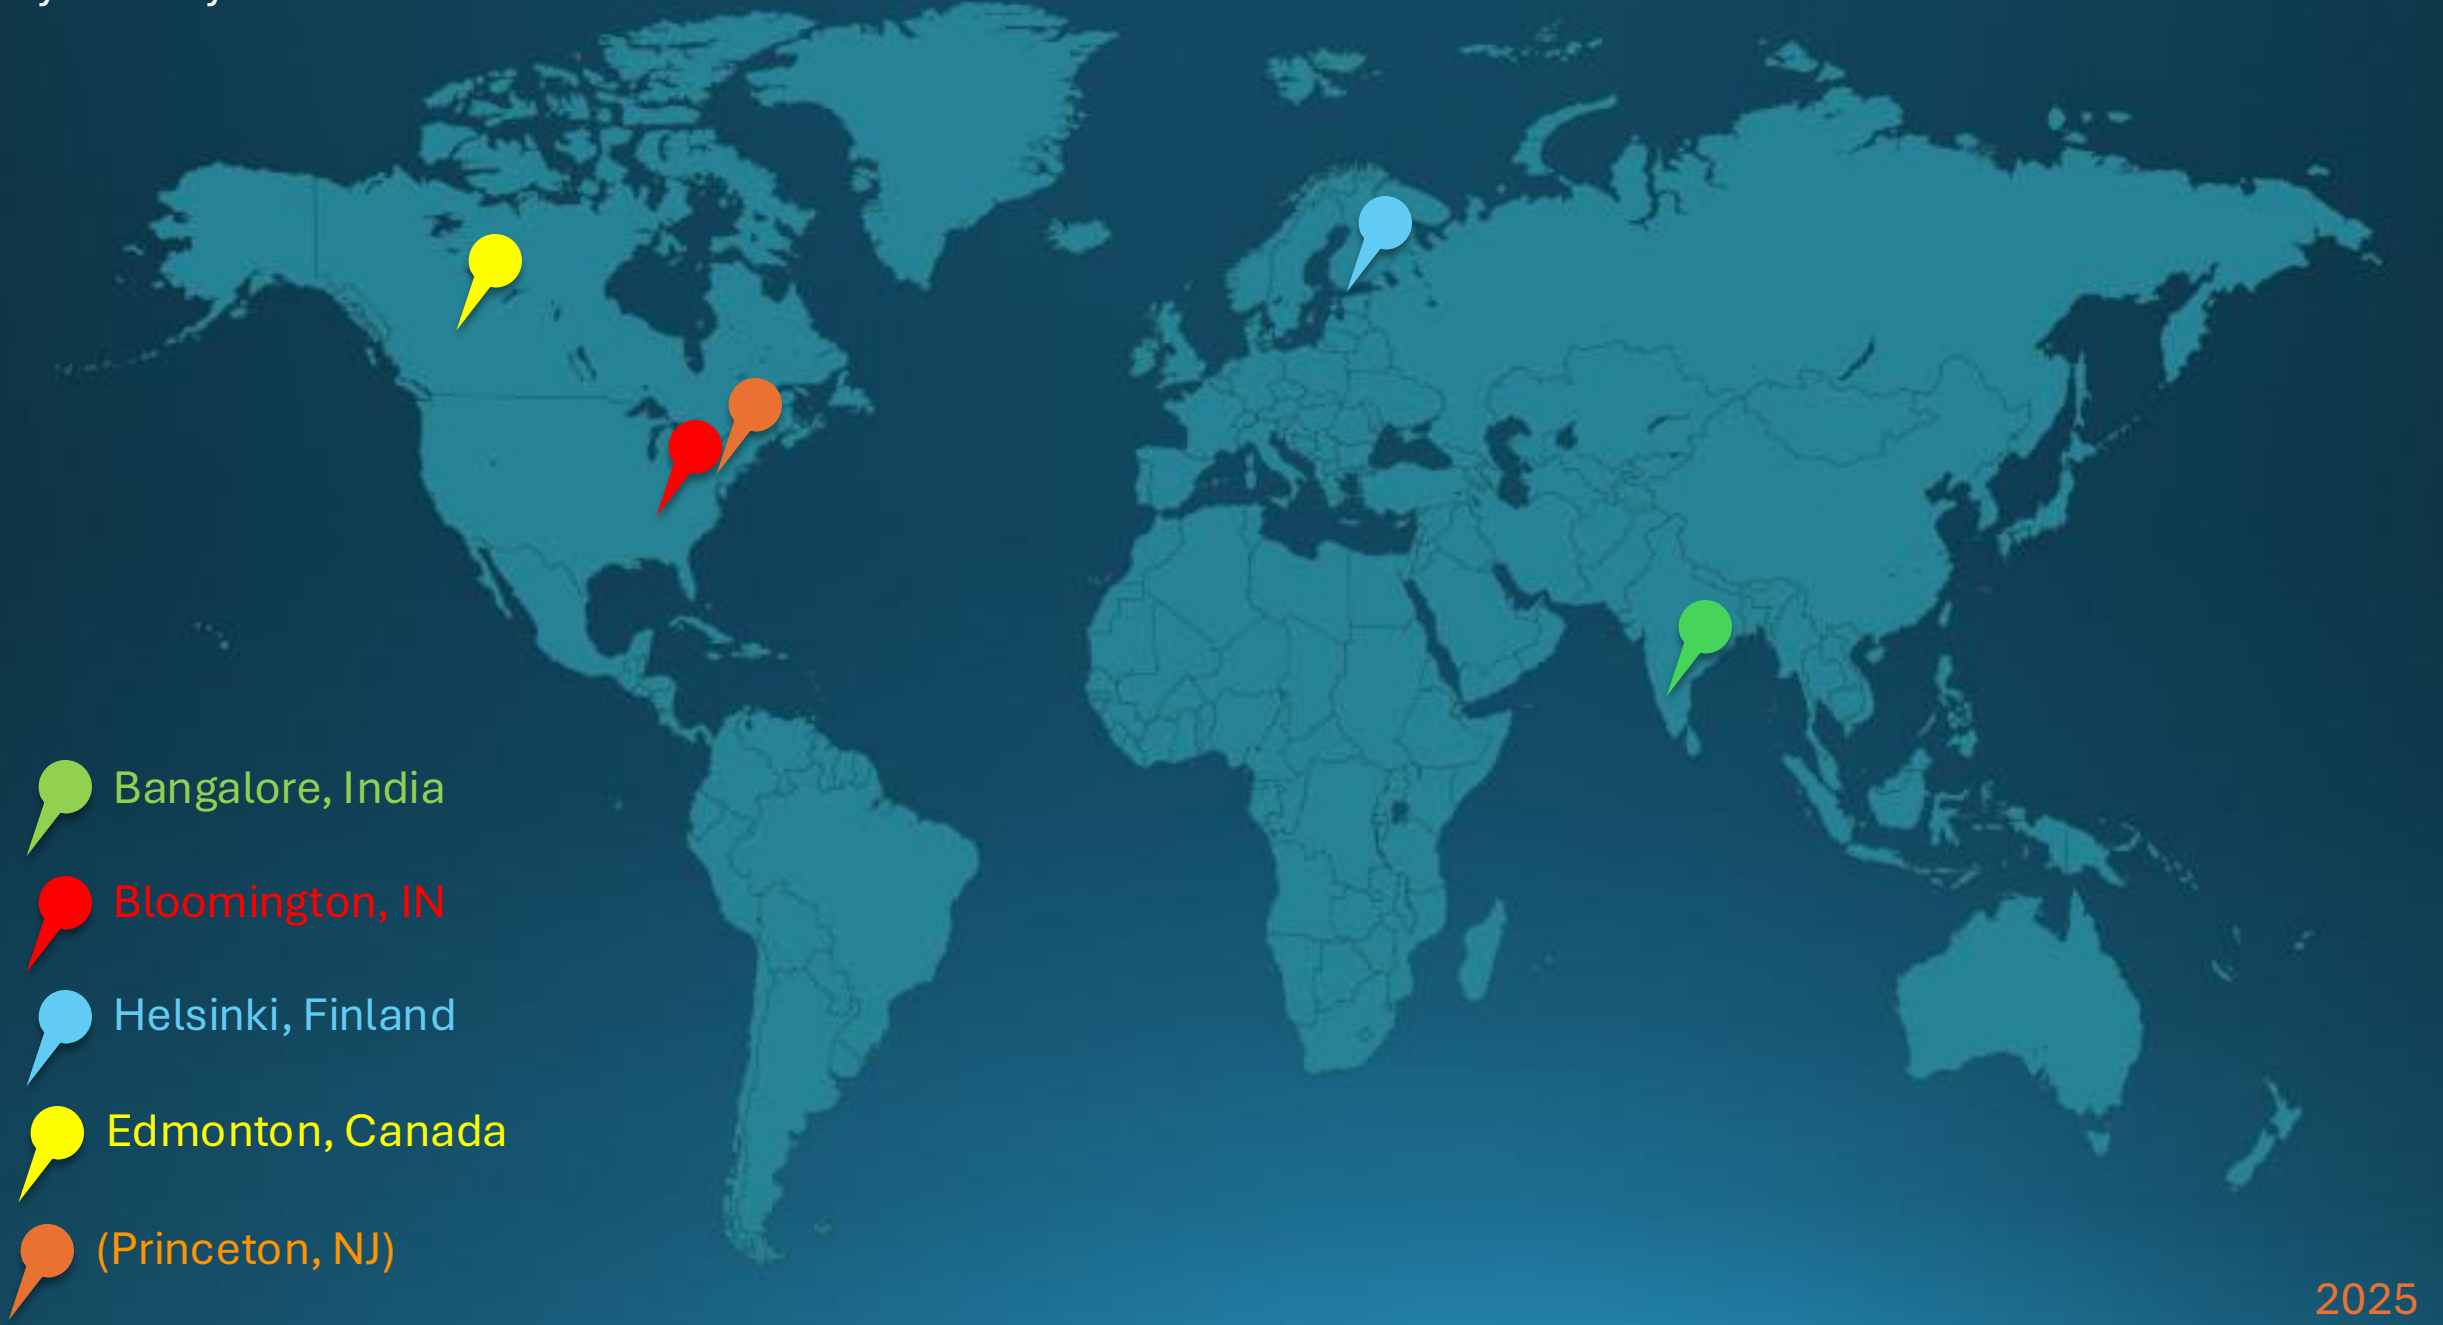 Bangalore, India
Bloomington, IN
Helsinki, Finland
Edmonton, Canada
(Princeton, NJ)
2025